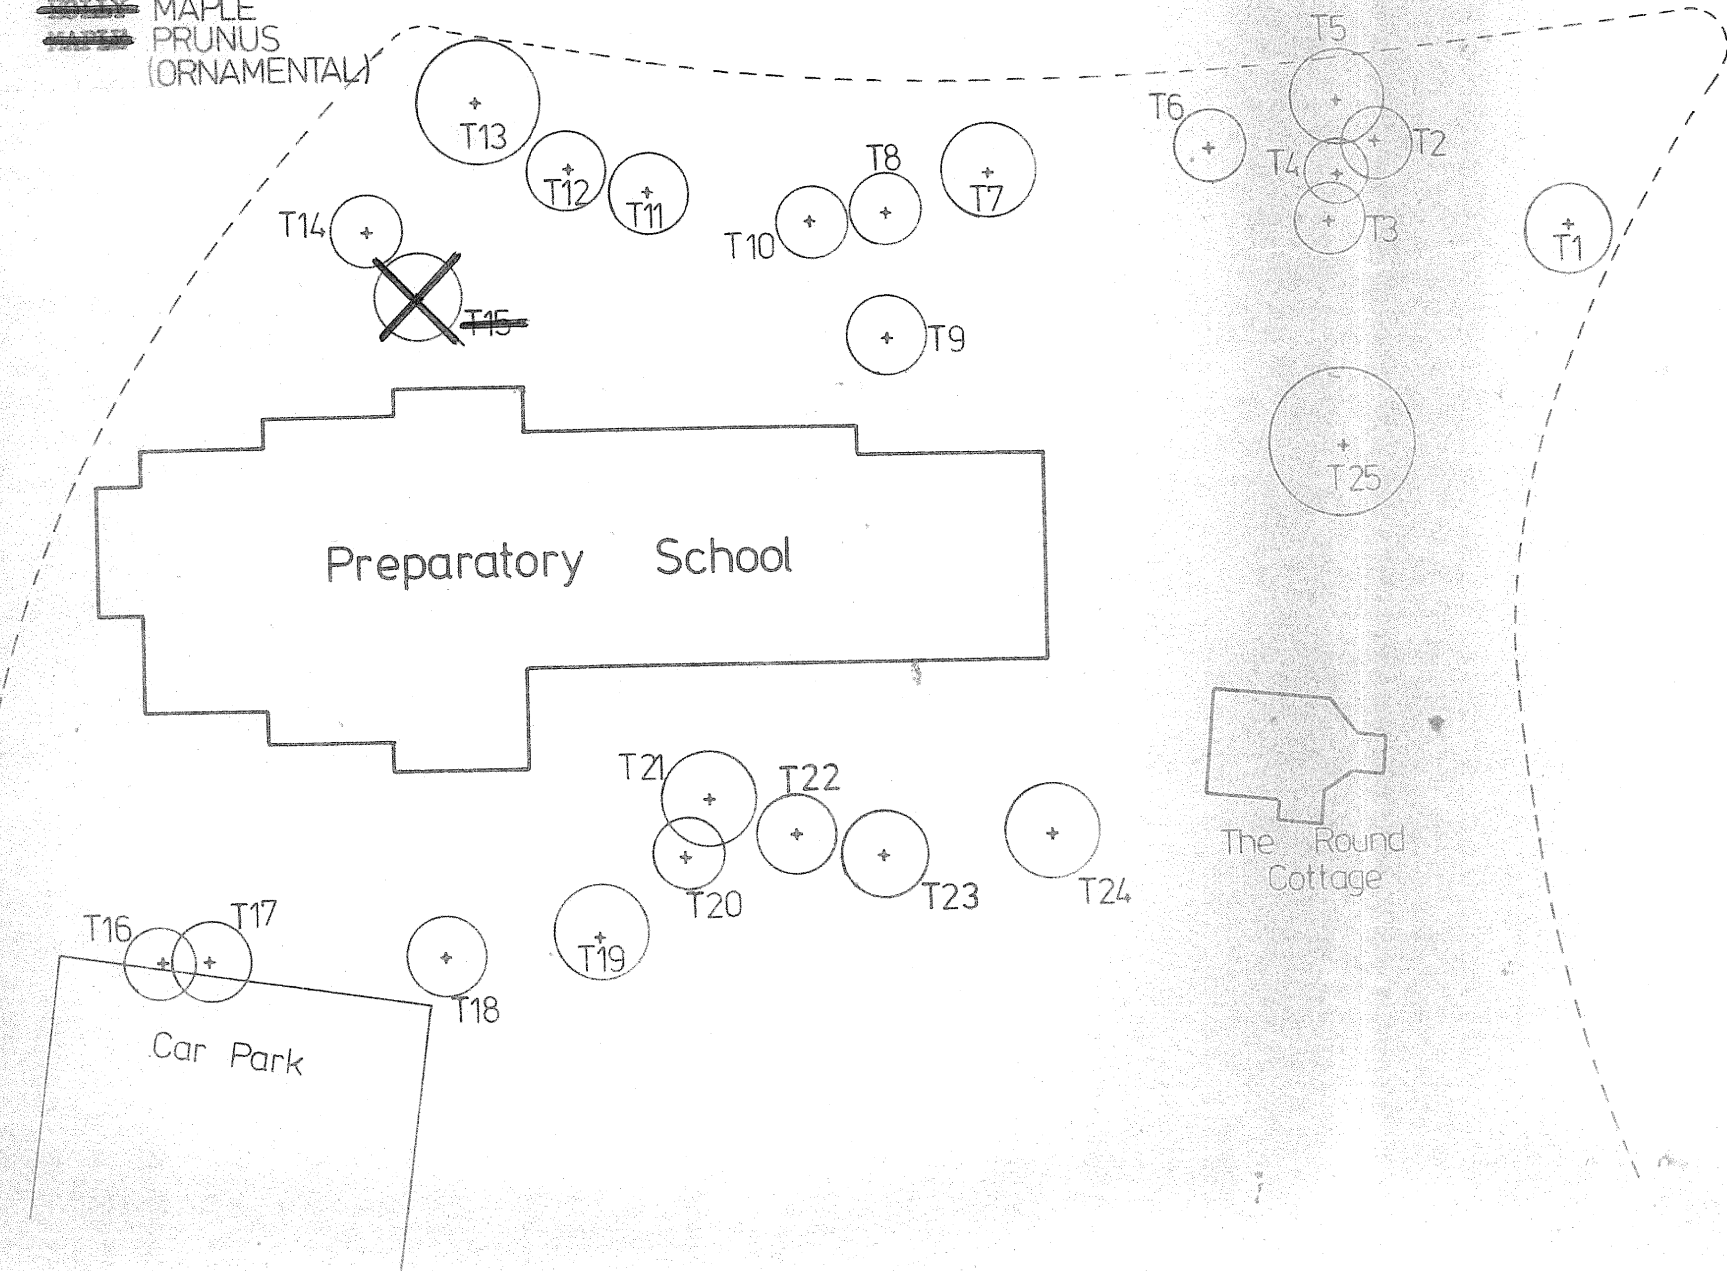 MAPLE
PRUNUS
(ORNAMENTAL)
T5
T6
T2
T13
T8
T4
T12
T7
T11
T14
T10
T3
T1
T15
T9
T25
Preparatory School
T21
T22
The Round
Cottage
T23
T24
T20
T17
T16
T19
T18
Car Park